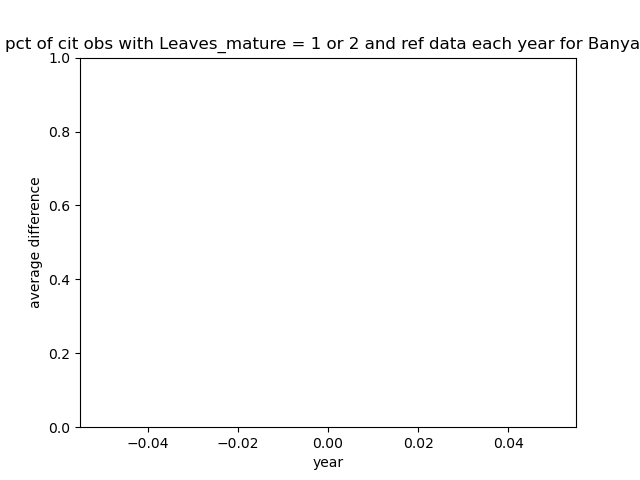 pct of cit obs with Leaves_mature = 1 or 2 and ref data each year for Banya
1.0
0.8
0.6
0.4
0.2
0.0
average difference
−0.04 −0.02 0.00 0.02 0.04
year